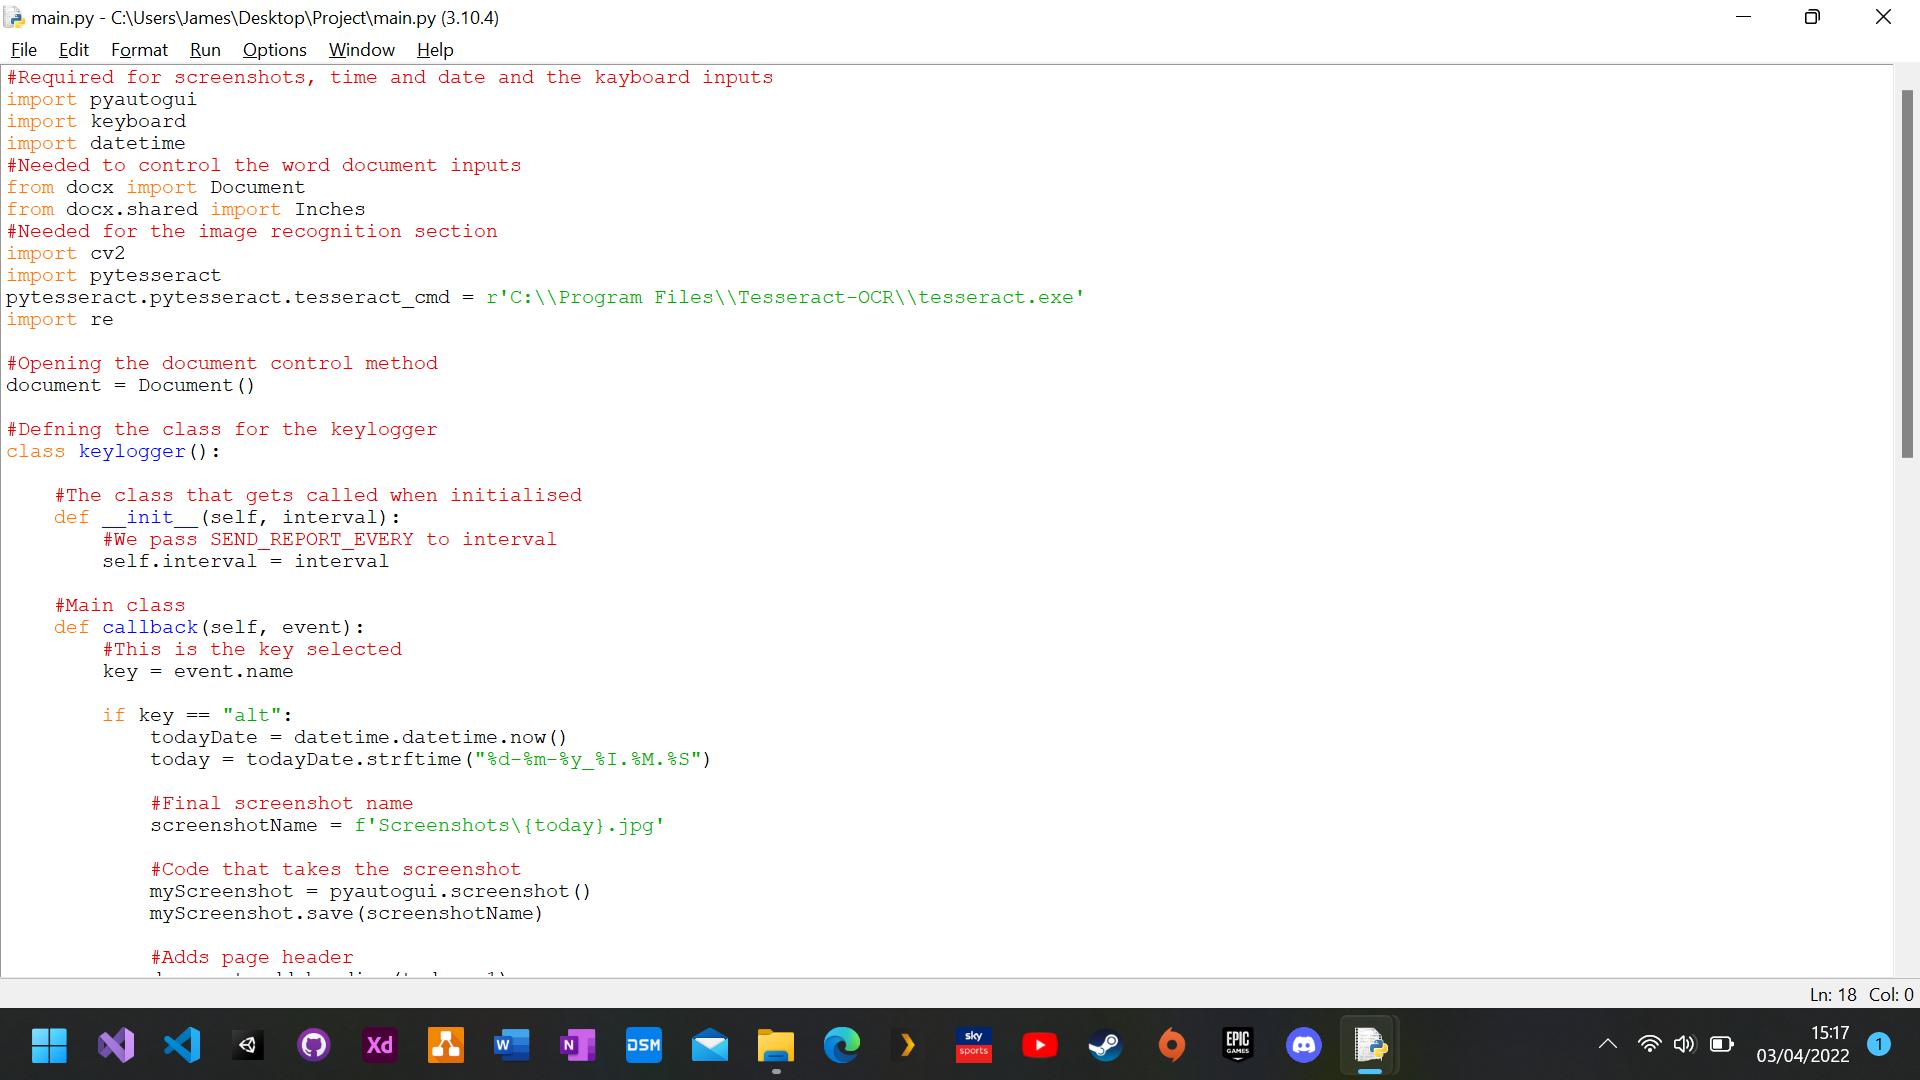 main.py - C:\Users\James\Desktop\Project\main.py (3.10.4)
File Edit Format Run Options Window Help
#Required for screenshots, time and date and the kayboard inputs
import pyautogui
import keyboard
import datetime
#Needed to control the word document inputs
from docx import Document
from docx.shared import Inches
#Needed for the image recognition section
import cv2
import pytesseract
pytesseract.pytesseract.tesseract_cmd = r'C:\\Program Files\\Tesseract-OCR\\tesseract.exe'
import re

#Opening the document control method
document = Document()

#Defning the class for the keylogger
class keylogger():

    #The class that gets called when initialised
    def __init__(self, interval):
        #We pass SEND_REPORT_EVERY to interval
        self.interval = interval

    #Main class
    def callback(self, event):
        #This is the key selected
        key = event.name

        if key == "alt":
            todayDate = datetime.datetime.now()
            today = todayDate.strftime("%d-%m-%y_%I.%M.%S")

            #Final screenshot name
            screenshotName = f'Screenshots\{today}.jpg'

            #Code that takes the screenshot
            myScreenshot = pyautogui.screenshot()
            myScreenshot.save(screenshotName)

            #Adds page header
Ln: 18 Col: 0
Xd
W
N
DSM
sky
sports
EPIC
GAMES
15:17
03/04/2022
1